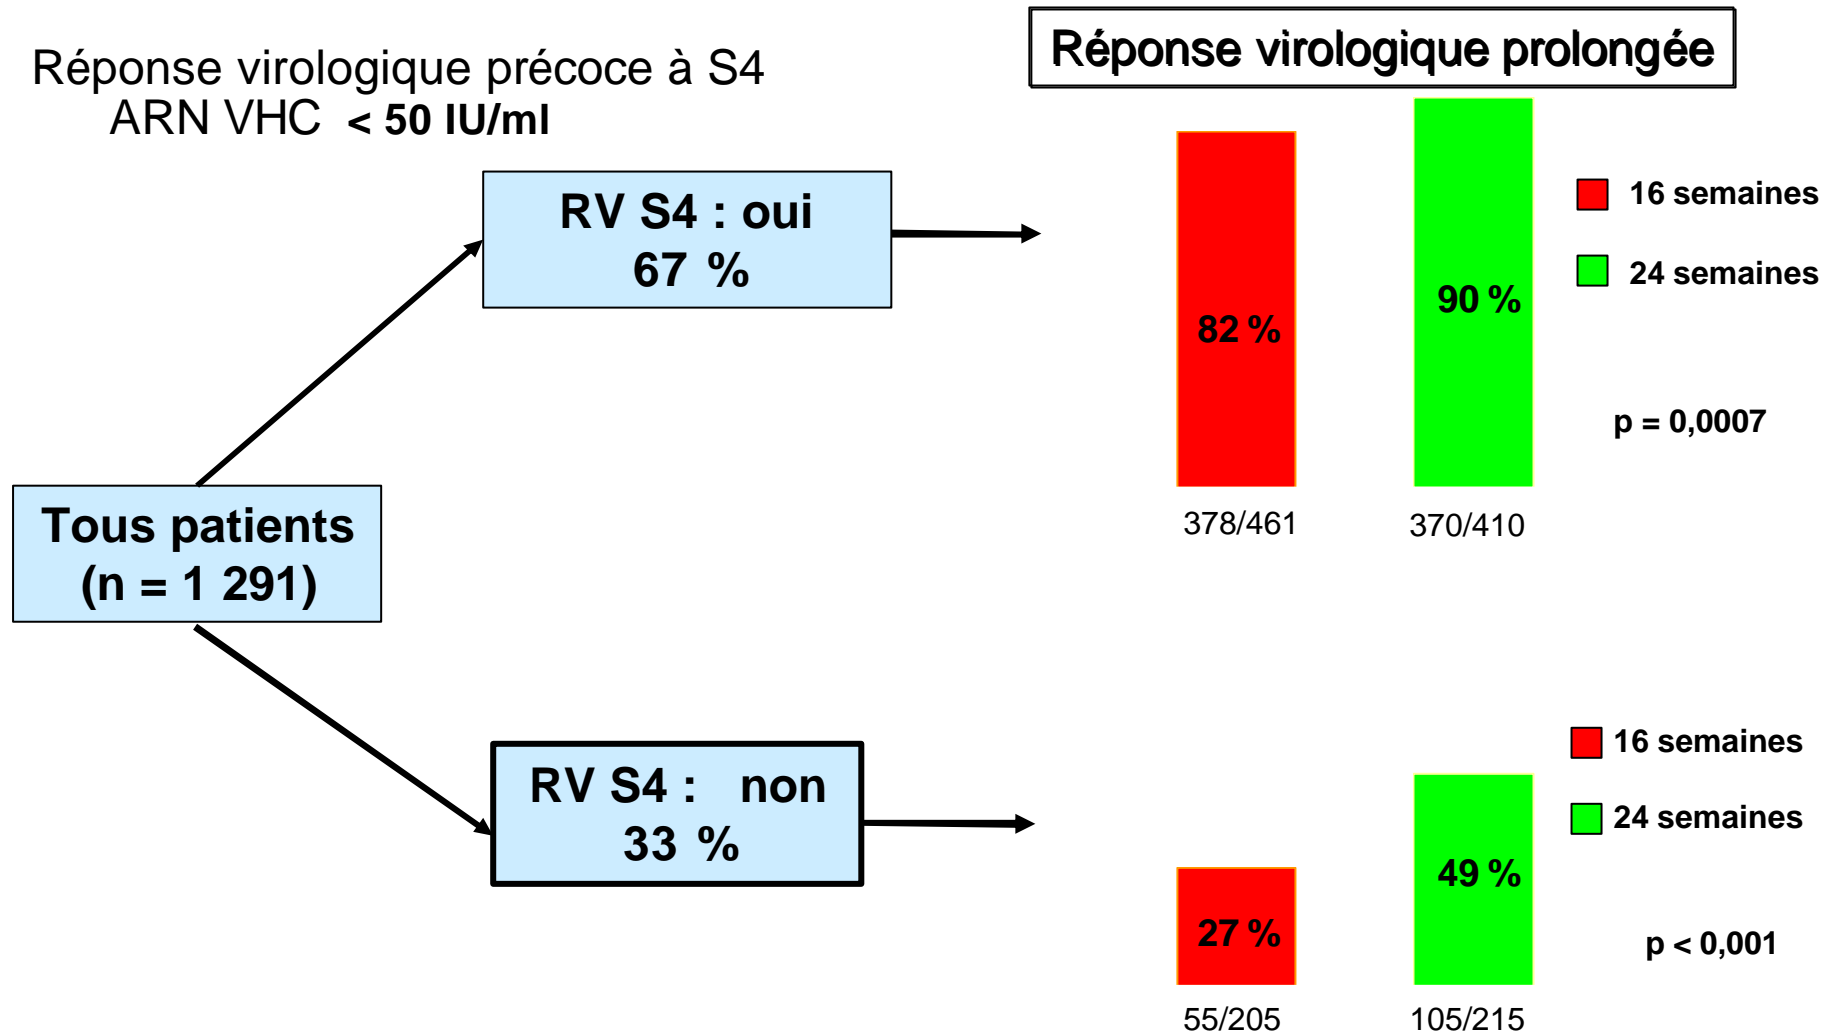 Réponse virologique précoce à S4
ARN VHC < 50 IU/ml
Réponse virologique prolongée
RV S4 : oui
67 %
82 %
90 %
16 semaines
24 semaines
p = 0,0007
378/461
370/410
Tous patients
(n = 1 291)
RV S4 : non
33 %
27 %
49 %
16 semaines
24 semaines
p < 0,001
55/205
105/215